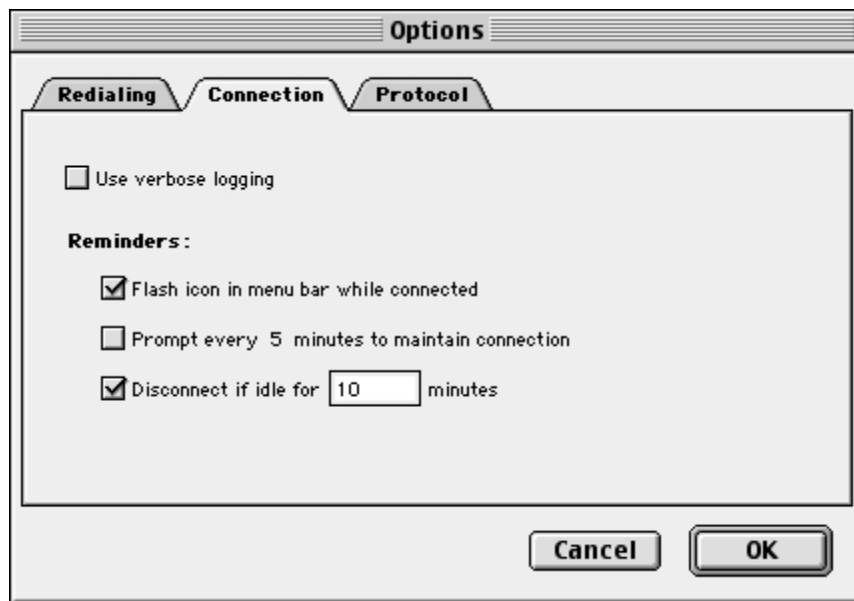 Options
Redialing Connection Protocol
Use verbose logging
Reminders:
Flash icon in menu bar while connected
Prompt every 5 minutes to maintain connection
Disconnect if idle for 10 minutes
Cancel OK